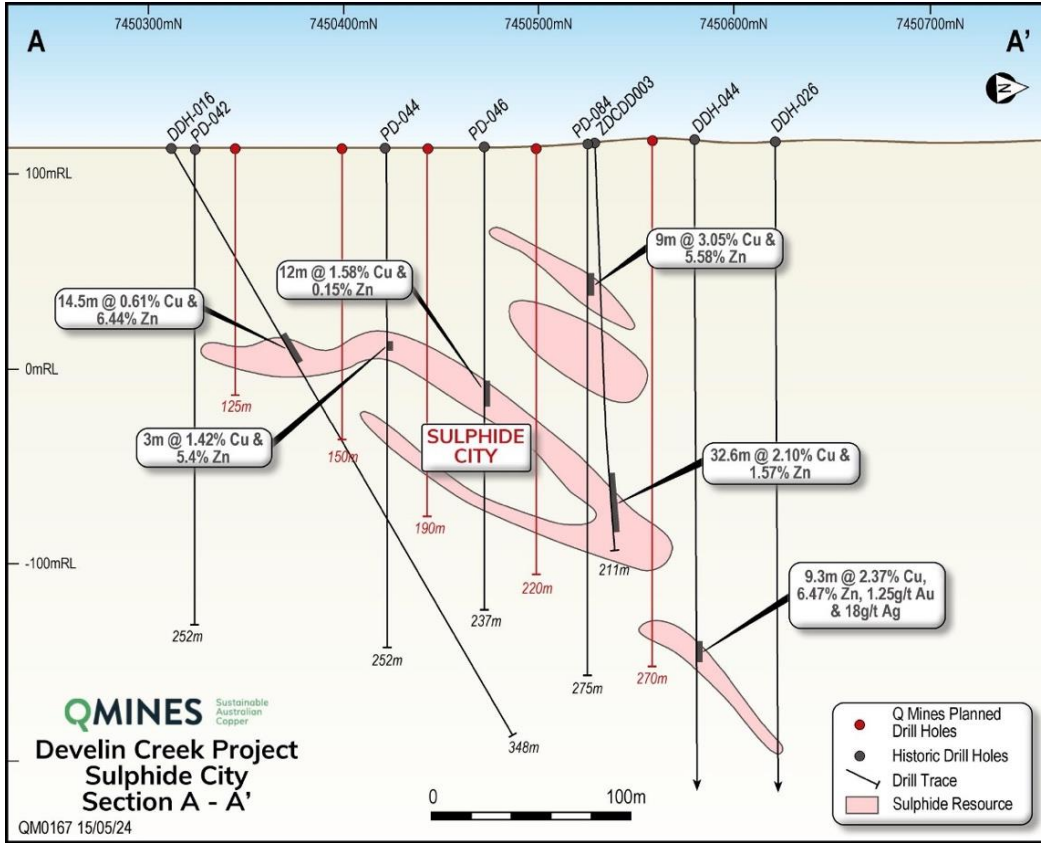 7450300mN
7450400mN
7450500mN
7450600mN
7450700mN
A
A'
N
DDH-016
PD-042
PD-044
PD-046
PD-084
ZDCDD003
DDH-044
DDH-026
100mRL
0mRL
-100mRL
9m @ 3.05% Cu &
5.58% Zn
12m @ 1.58% Cu &
0.15% Zn
14.5m @ 0.61% Cu &
6.44% Zn
3m @ 1.42% Cu &
5.4% Zn
SULPHIDE
CITY
32.6m @ 2.10% Cu &
1.57% Zn
9.3m @ 2.37% Cu,
6.47% Zn, 1.25g/t Au
& 18g/t Ag
125m
150m
190m
220m
211m
237m
252m
252m
275m
270m
348m
QMINES
Sustainable
Australian
Copper
Develin Creek Project
Sulphide City
Section A - A'
QM0167 15/05/24
0
100m
Q Mines Planned
Drill Holes
Historic Drill Holes
Drill Trace
Sulphide Resource